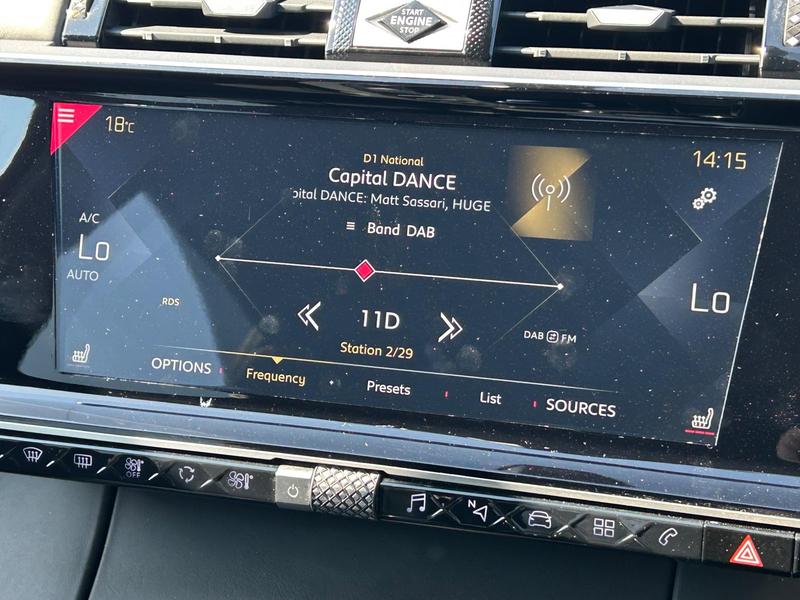 START
ENGINE
STOP
18°C
14:15
D1 National
Capital DANCE
pital DANCE: Matt Sassari, HUGE
Band DAB
A/C
Lo
AUTO
Lo
RDS
11D
DAB FM
Station 2/29
OPTIONS
Frequency
Presets
List
SOURCES
OFF
N